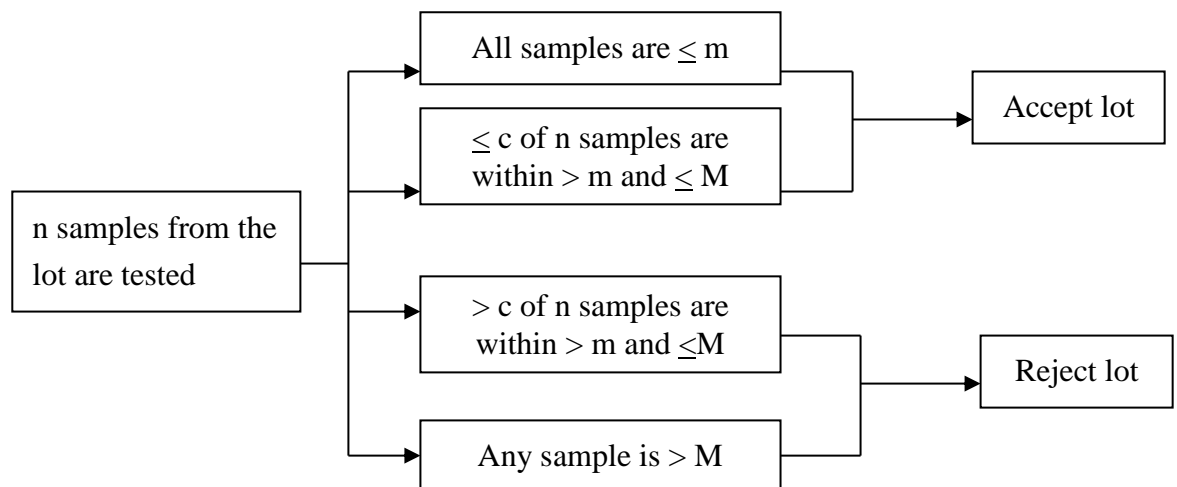 n samples from the
lot are tested
All samples are ≤ m
≤ c of n samples are
within > m and ≤ M
> c of n samples are
within > m and ≤M
Any sample is > M
Accept lot
Reject lot